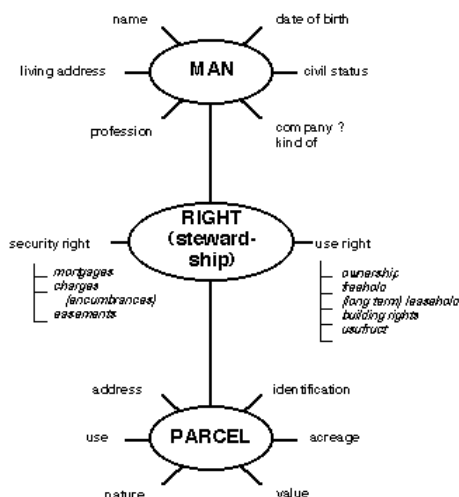 name
date of birth
living address
MAN
civil status
profession
company ?
kind of
security right
RIGHT
(steward-
ship)
use right
mortgages
charges
(encumbrances)
easements
ownership
freehold
(long term) leasehold
building rights
usufruct
address
identification
use
PARCEL
acreage
nature
value